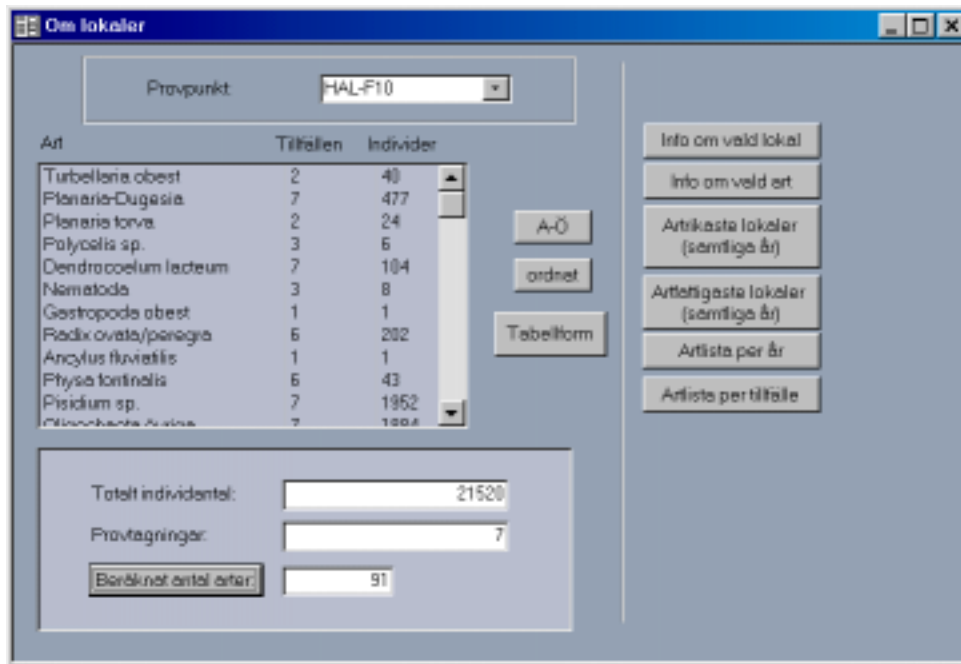 Om lokaler
Provpunkt: HAL-F10
Art Tillfällen Individer
Turbellaria obest 2 40
Planaria-Dugesia 7 477
Planaria torva 2 24
Polycelis sp. 3 6
Dendrocoelum lacteum 7 104
Nematoda 3 8
Gastropoda obest 1 1
Radix ovata/peregra 6 202
Ancylus fluviatilis 1 1
Physa fontinalis 6 43
Pisidium sp. 7 1952
Oligochaeta övriga 7 1884
A-Ö
ordnat
Tabellform
Info om vald lokal
Info om vald art
Artrikaste lokaler
(samtliga år)
Artfattigaste lokaler
(samtliga år)
Artlista per år
Artlista per tillfälle
Totalt individantal: 21520
Provtagningar: 7
Beräknat antal arter: 91